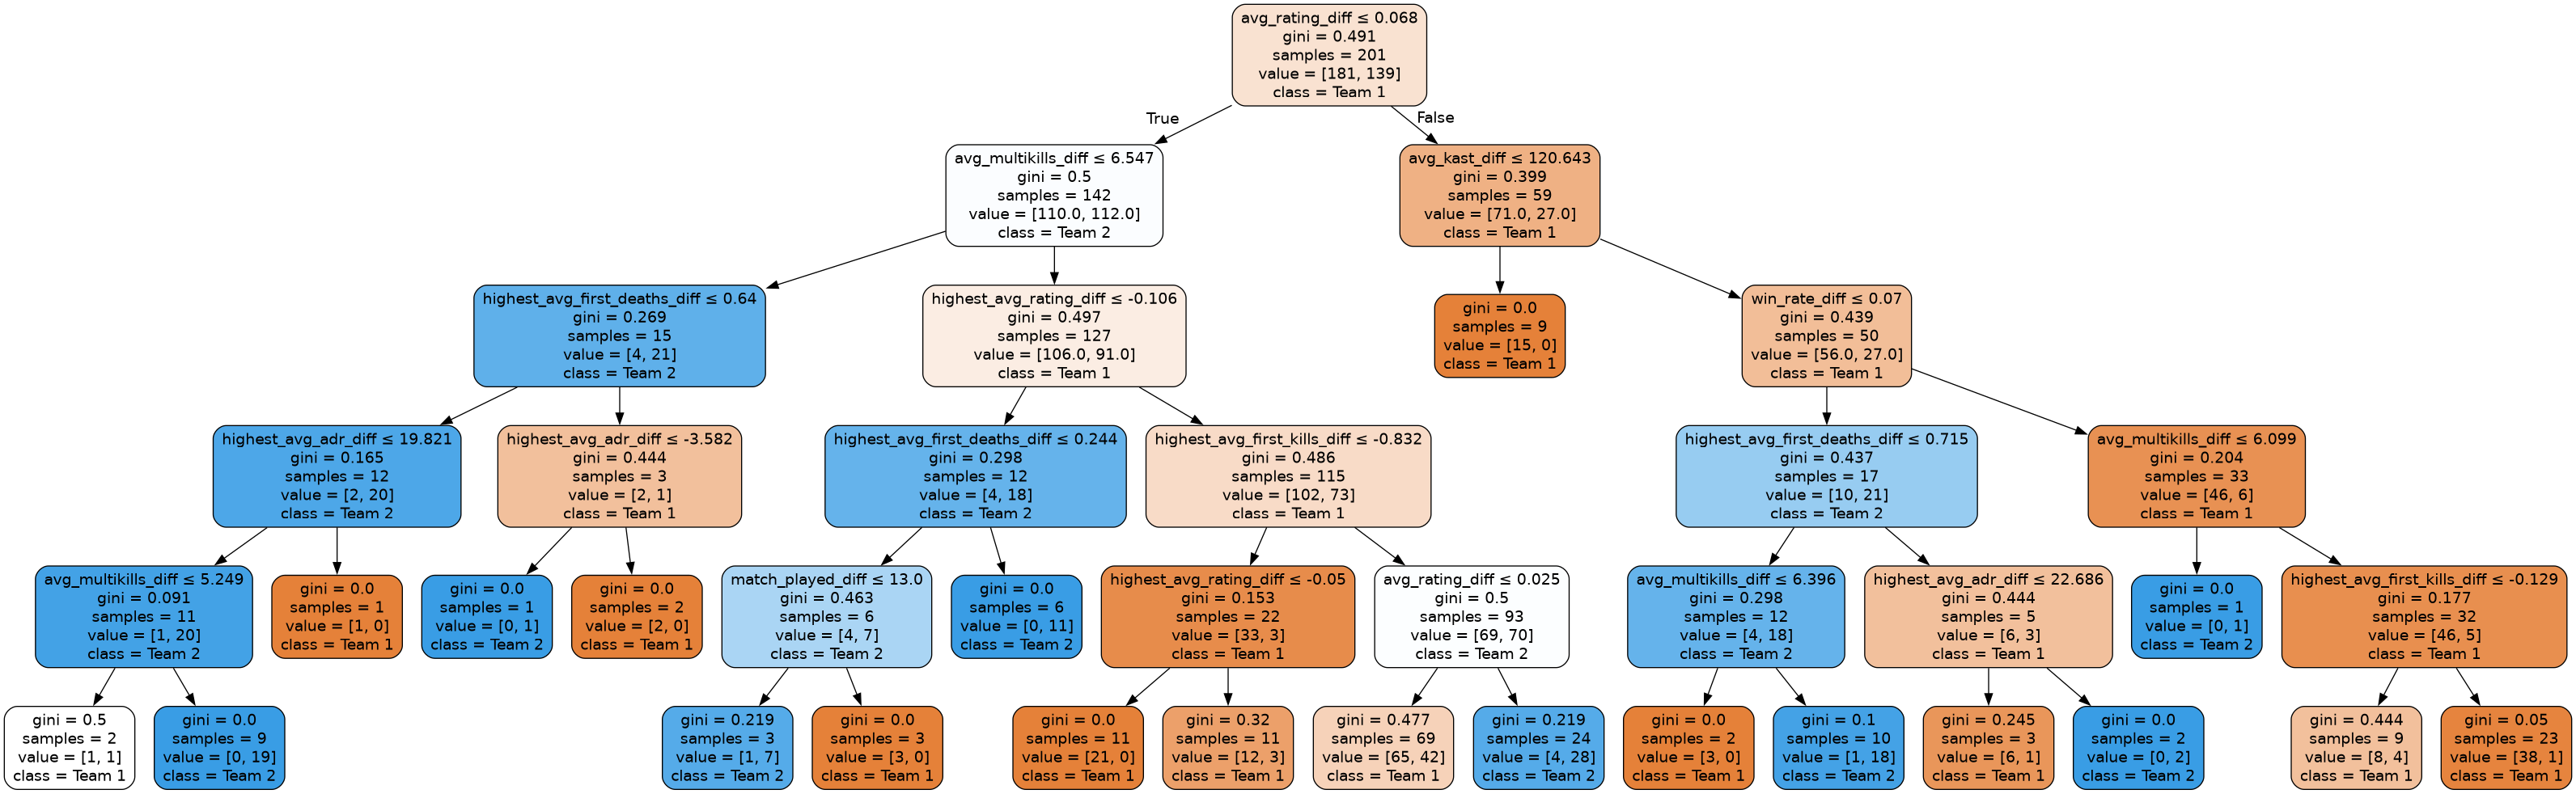 avg_rating_diff ≤ 0.068
gini = 0.491
samples = 201
value = [181, 139]
class = Team 1
True
False
avg_multikills_diff ≤ 6.547
gini = 0.5
samples = 142
value = [110.0, 112.0]
class = Team 2
avg_kast_diff ≤ 120.643
gini = 0.399
samples = 59
value = [71.0, 27.0]
class = Team 1
highest_avg_first_deaths_diff ≤ 0.64
gini = 0.269
samples = 15
value = [4, 21]
class = Team 2
highest_avg_rating_diff ≤ -0.106
gini = 0.497
samples = 127
value = [106.0, 91.0]
class = Team 1
gini = 0.0
samples = 9
value = [15, 0]
class = Team 1
win_rate_diff ≤ 0.07
gini = 0.439
samples = 50
value = [56.0, 27.0]
class = Team 1
highest_avg_adr_diff ≤ 19.821
gini = 0.165
samples = 12
value = [2, 20]
class = Team 2
highest_avg_adr_diff ≤ -3.582
gini = 0.444
samples = 3
value = [2, 1]
class = Team 1
highest_avg_first_deaths_diff ≤ 0.244
gini = 0.298
samples = 12
value = [4, 18]
class = Team 2
highest_avg_first_kills_diff ≤ -0.832
gini = 0.486
samples = 115
value = [102, 73]
class = Team 1
highest_avg_first_deaths_diff ≤ 0.715
gini = 0.437
samples = 17
value = [10, 21]
class = Team 2
avg_multikills_diff ≤ 6.099
gini = 0.204
samples = 33
value = [46, 6]
class = Team 1
avg_multikills_diff ≤ 5.249
gini = 0.091
samples = 11
value = [1, 20]
class = Team 2
gini = 0.0
samples = 1
value = [1, 0]
class = Team 1
gini = 0.0
samples = 1
value = [0, 1]
class = Team 2
gini = 0.0
samples = 2
value = [2, 0]
class = Team 1
match_played_diff ≤ 13.0
gini = 0.463
samples = 6
value = [4, 7]
class = Team 2
gini = 0.0
samples = 6
value = [0, 11]
class = Team 2
highest_avg_rating_diff ≤ -0.05
gini = 0.153
samples = 22
value = [33, 3]
class = Team 1
avg_rating_diff ≤ 0.025
gini = 0.5
samples = 93
value = [69, 70]
class = Team 2
avg_multikills_diff ≤ 6.396
gini = 0.298
samples = 12
value = [4, 18]
class = Team 2
highest_avg_adr_diff ≤ 22.686
gini = 0.444
samples = 5
value = [6, 3]
class = Team 1
gini = 0.0
samples = 1
value = [0, 1]
class = Team 2
highest_avg_first_kills_diff ≤ -0.129
gini = 0.177
samples = 32
value = [46, 5]
class = Team 1
gini = 0.5
samples = 2
value = [1, 1]
class = Team 1
gini = 0.0
samples = 9
value = [0, 19]
class = Team 2
gini = 0.219
samples = 3
value = [1, 7]
class = Team 2
gini = 0.0
samples = 3
value = [3, 0]
class = Team 1
gini = 0.0
samples = 11
value = [21, 0]
class = Team 1
gini = 0.32
samples = 11
value = [12, 3]
class = Team 1
gini = 0.477
samples = 69
value = [65, 42]
class = Team 1
gini = 0.219
samples = 24
value = [4, 28]
class = Team 2
gini = 0.0
samples = 2
value = [3, 0]
class = Team 1
gini = 0.1
samples = 10
value = [1, 18]
class = Team 2
gini = 0.245
samples = 3
value = [6, 1]
class = Team 1
gini = 0.0
samples = 2
value = [0, 2]
class = Team 2
gini = 0.444
samples = 9
value = [8, 4]
class = Team 1
gini = 0.05
samples = 23
value = [38, 1]
class = Team 1